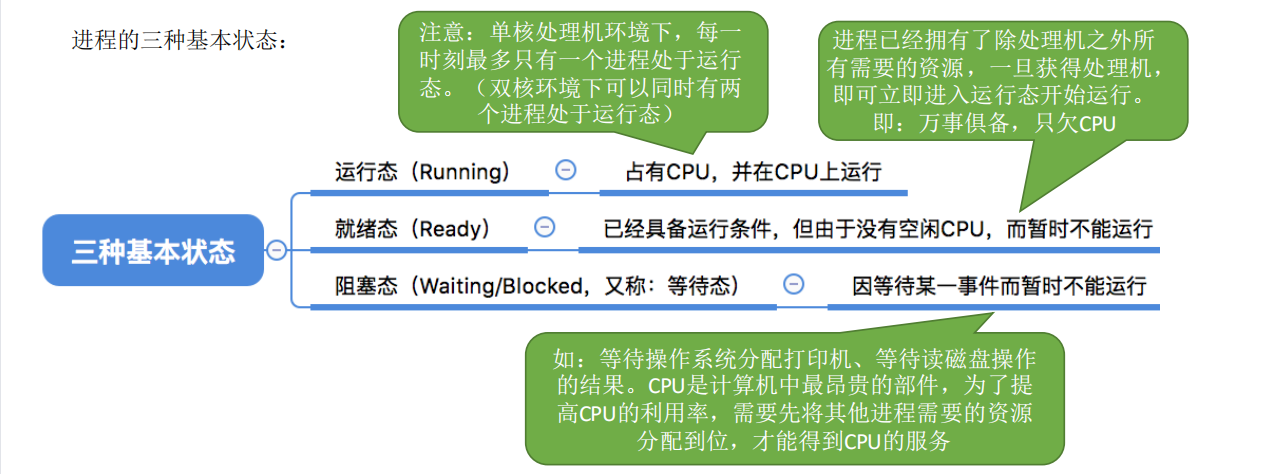 进程的三种基本状态：
注意：单核处理机环境下，每一
时刻最多只有一个进程处于运行
态。（双核环境下可以同时有两
个进程处于运行态）
进程已经拥有了除处理机之外所
有需要的资源，一旦获得处理机，
即可立即进入运行态开始运行。
即：万事俱备，只欠CPU
三种基本状态
运行态（Running） 占有CPU，并在CPU上运行
就绪态（Ready） 已经具备运行条件，但由于没有空闲CPU，而暂时不能运行
阻塞态（Waiting/Blocked，又称：等待态） 因等待某一事件而暂时不能运行
如：等待操作系统分配打印机、等待读磁盘操作
的结果。CPU是计算机中最昂贵的部件，为了提
高CPU的利用率，需要先将其他进程需要的资源
分配到位，才能得到CPU的服务